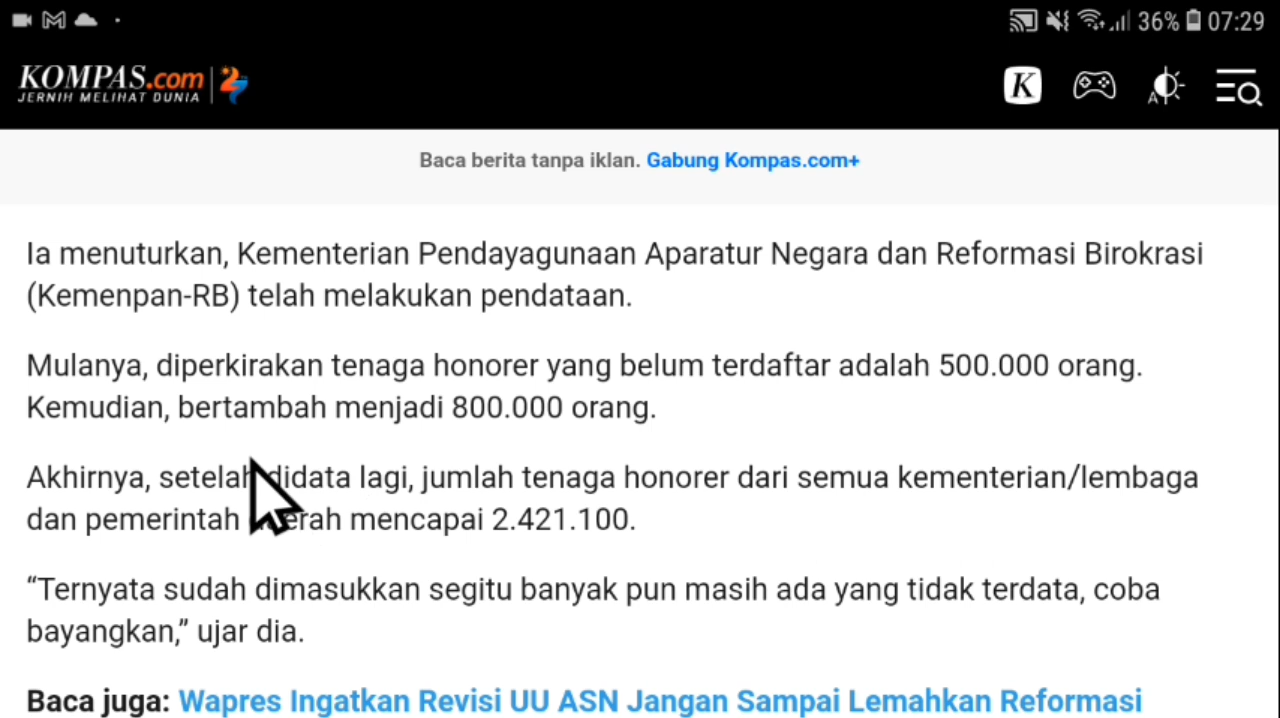 36% 07:29
KOMPAS.com
JERNIH MELIHAT DUNIA
K
A
Baca berita tanpa iklan. Gabung Kompas.com+
Ia menuturkan, Kementerian Pendayagunaan Aparatur Negara dan Reformasi Birokrasi
(Kemenpan-RB) telah melakukan pendataan.
Mulanya, diperkirakan tenaga honorer yang belum terdaftar adalah 500.000 orang.
Kemudian, bertambah menjadi 800.000 orang.
Akhirnya, setelah didata lagi, jumlah tenaga honorer dari semua kementerian/lembaga
dan pemerintah daerah mencapai 2.421.100.
“Ternyata sudah dimasukkan segitu banyak pun masih ada yang tidak terdata, coba
bayangkan,” ujar dia.
Baca juga: Wapres Ingatkan Revisi UU ASN Jangan Sampai Lemahkan Reformasi